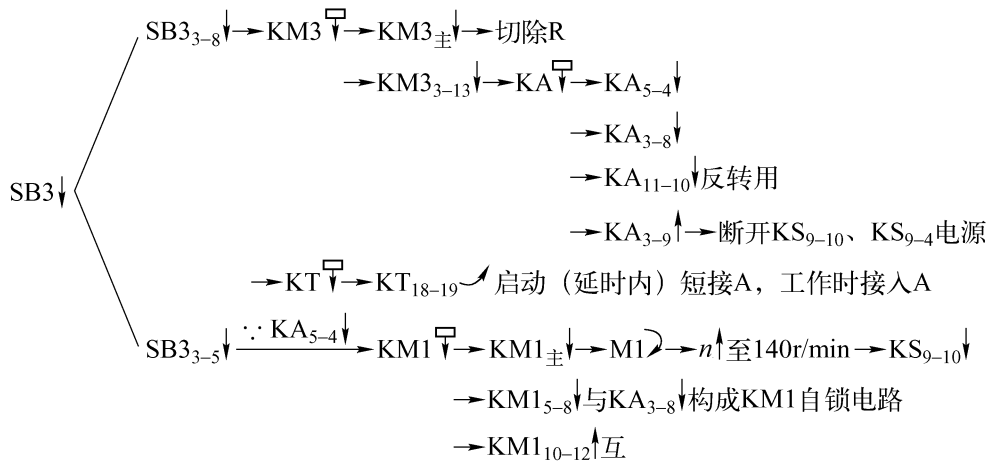 SB3₃₋₈↓→KM3↓→KM3主↓→切除R
→KM3₃₋₁₃↓→KA↓→KA₅₋₄↓
→KA₃₋₈↓
→KA₁₁₋₁₀↓反转用
SB3↓
→KA₃₋₉↑→断开KS₉₋₁₀、KS₉₋₄电源
→KT↓→KT₁₈₋₁₉ 启动（延时内）短接A，工作时接入A
SB3₃₋₅↓ ∵KA₅₋₄↓ →KM1↓→KM1主↓→M1→n↑至140r/min→KS₉₋₁₀↓
→KM1₅₋₈↓与KA₃₋₈↓构成KM1自锁电路
→KM1₁₀₋₁₂↑互